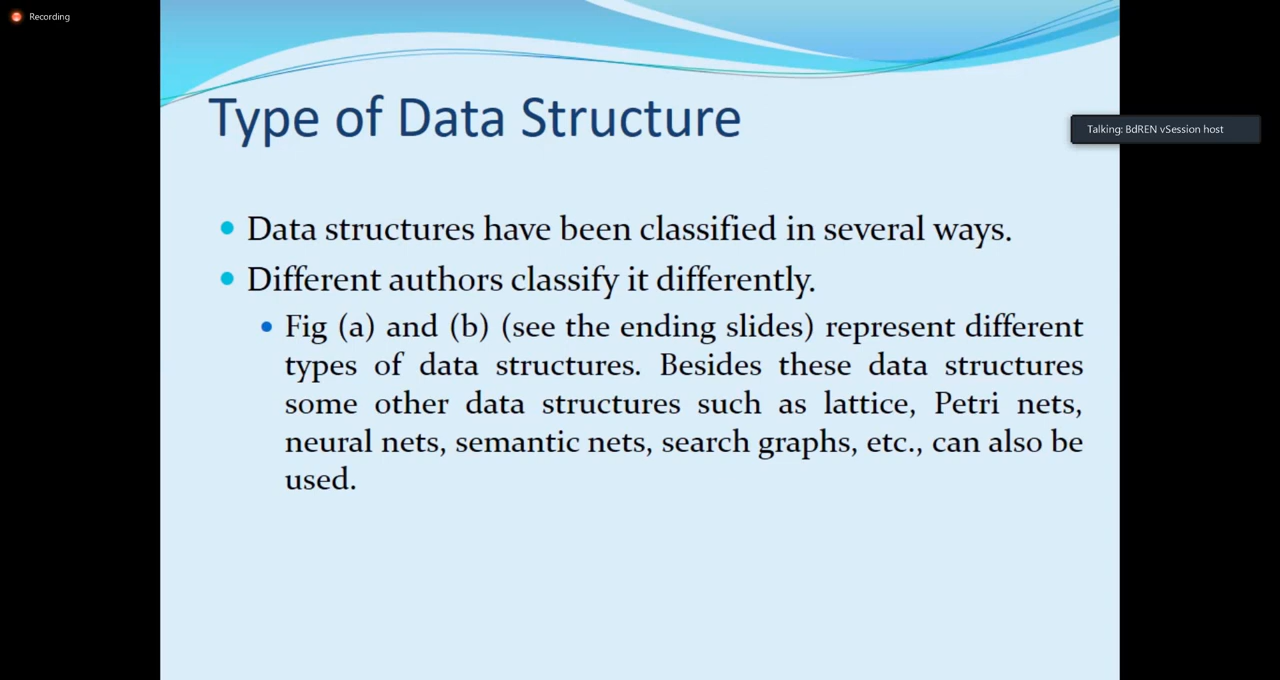 Recording
Type of Data Structure
Talking: BdREN vSession host
Data structures have been classified in several ways.
Different authors classify it differently.
Fig (a) and (b) (see the ending slides) represent different
types of data structures. Besides these data structures
some other data structures such as lattice, Petri nets,
neural nets, semantic nets, search graphs, etc., can also be
used.